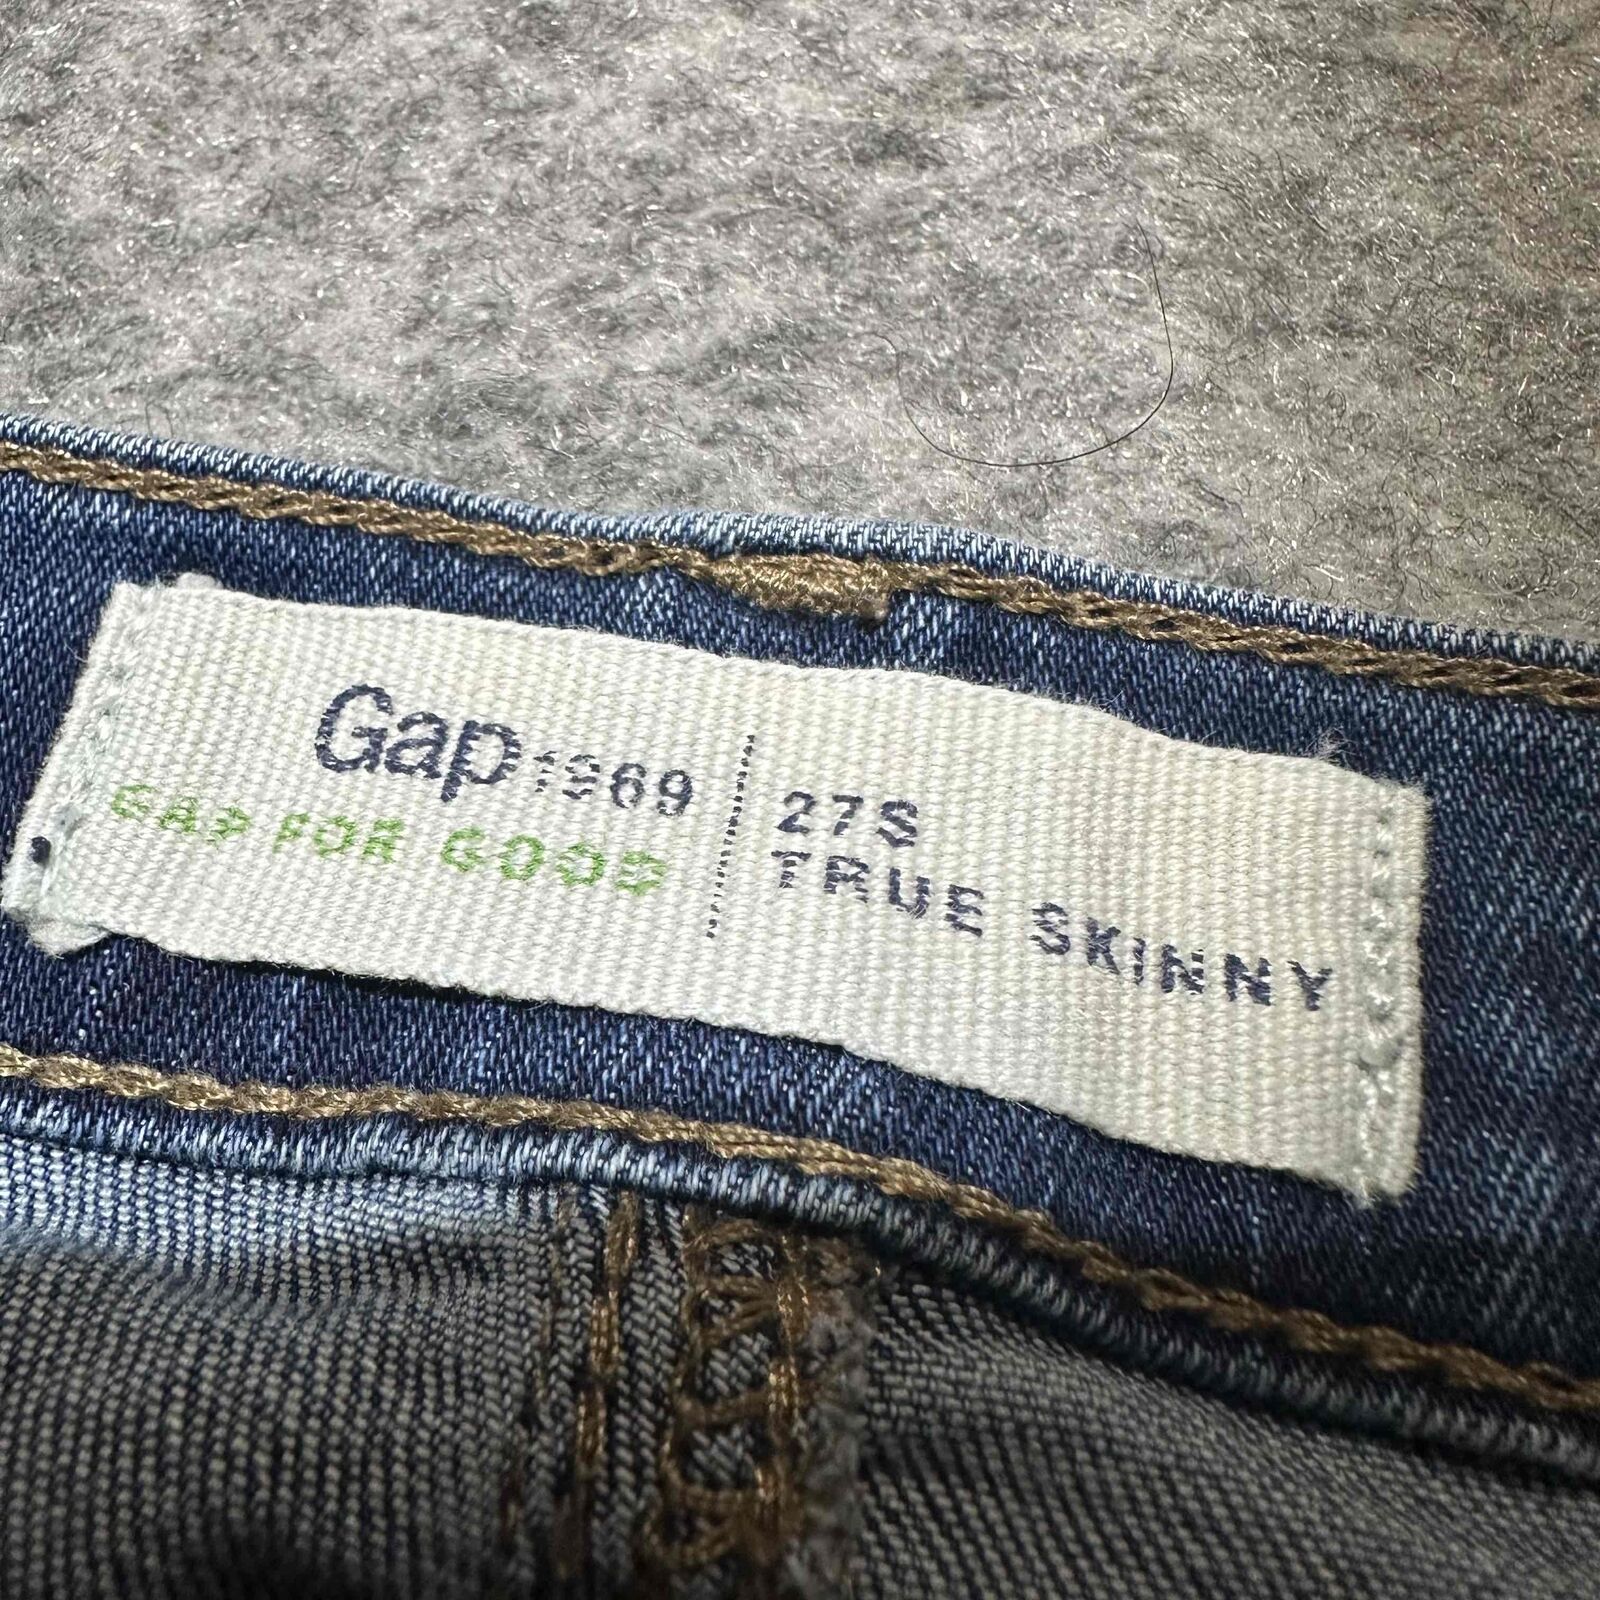 Gap 1969
GAP FOR GOOD
27S
TRUE SKINNY